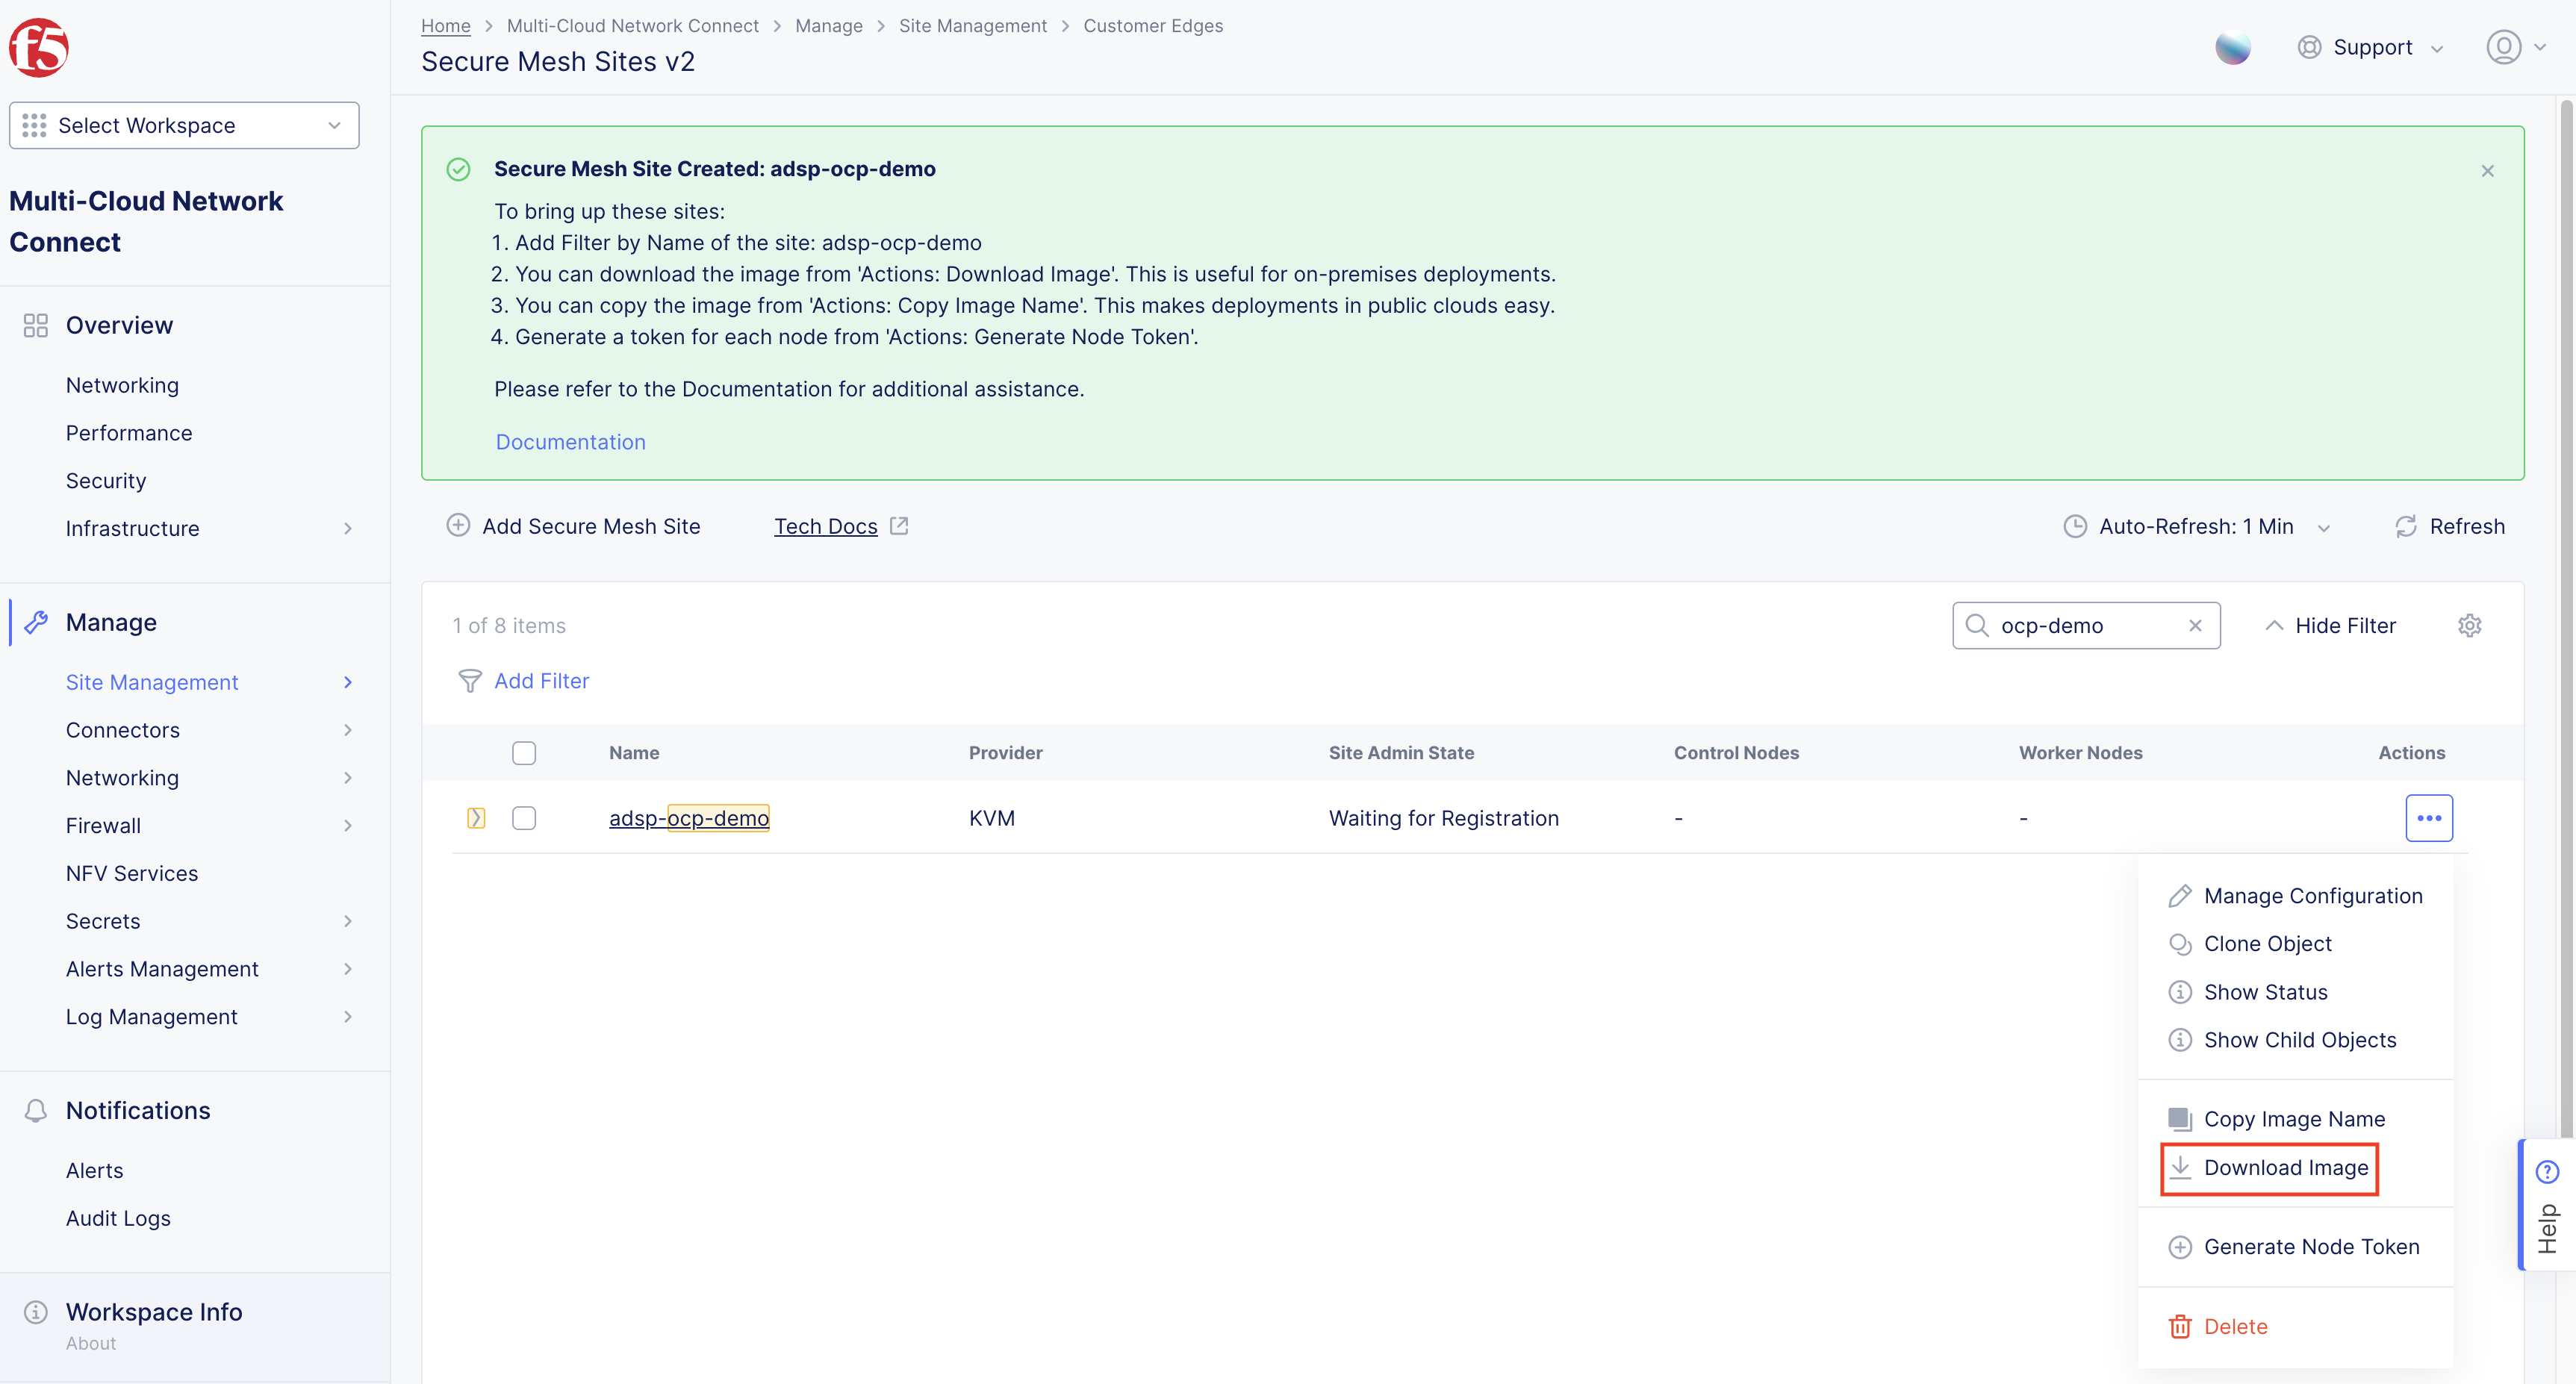 f5
Select Workspace
Multi-Cloud Network
Connect
Overview
Networking
Performance
Security
Infrastructure
Manage
Site Management
Connectors
Networking
Firewall
NFV Services
Secrets
Alerts Management
Log Management
Notifications
Alerts
Audit Logs
Workspace Info
About
Home > Multi-Cloud Network Connect > Manage > Site Management > Customer Edges
Secure Mesh Sites v2
Support
Secure Mesh Site Created: adsp-ocp-demo
To bring up these sites:
1. Add Filter by Name of the site: adsp-ocp-demo
2. You can download the image from 'Actions: Download Image'. This is useful for on-premises deployments.
3. You can copy the image from 'Actions: Copy Image Name'. This makes deployments in public clouds easy.
4. Generate a token for each node from 'Actions: Generate Node Token'.
Please refer to the Documentation for additional assistance.
Documentation
Add Secure Mesh Site Tech Docs Auto-Refresh: 1 Min Refresh
1 of 8 items ocp-demo Hide Filter
Add Filter
Name Provider Site Admin State Control Nodes Worker Nodes Actions
adsp-ocp-demo KVM Waiting for Registration - -
Manage Configuration
Clone Object
Show Status
Show Child Objects
Copy Image Name
Download Image
Generate Node Token
Delete
Help